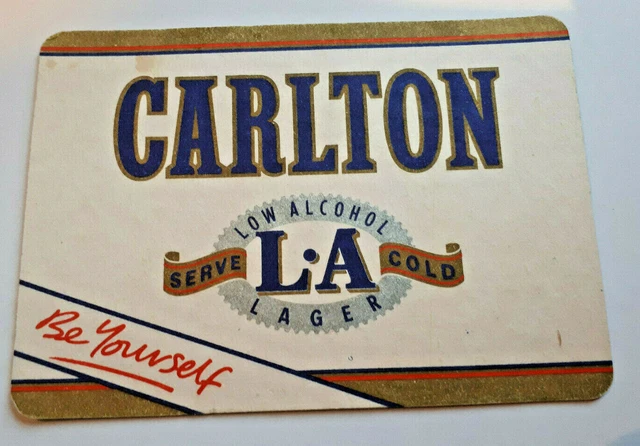 CARLTON
LOW ALCOHOL
SERVE L·A COLD
LAGER
Be Yourself